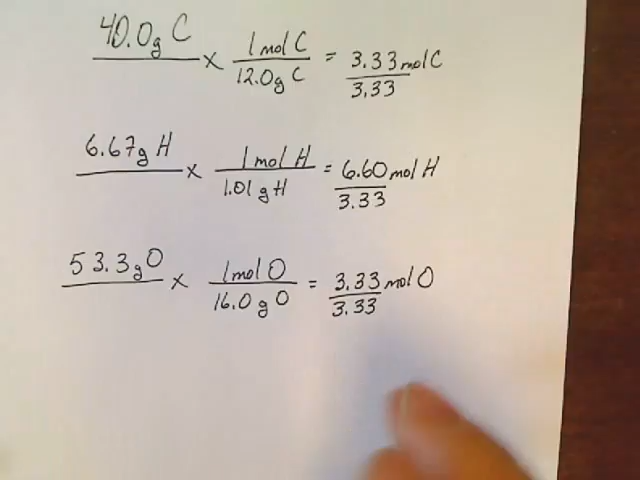 40.0g C × 1 mol C / 12.0g C = 3.33 mol C / 3.33
6.67g H × 1 mol H / 1.01 g H = 6.60 mol H / 3.33
53.3g O × 1 mol O / 16.0 g O = 3.33 mol O / 3.33